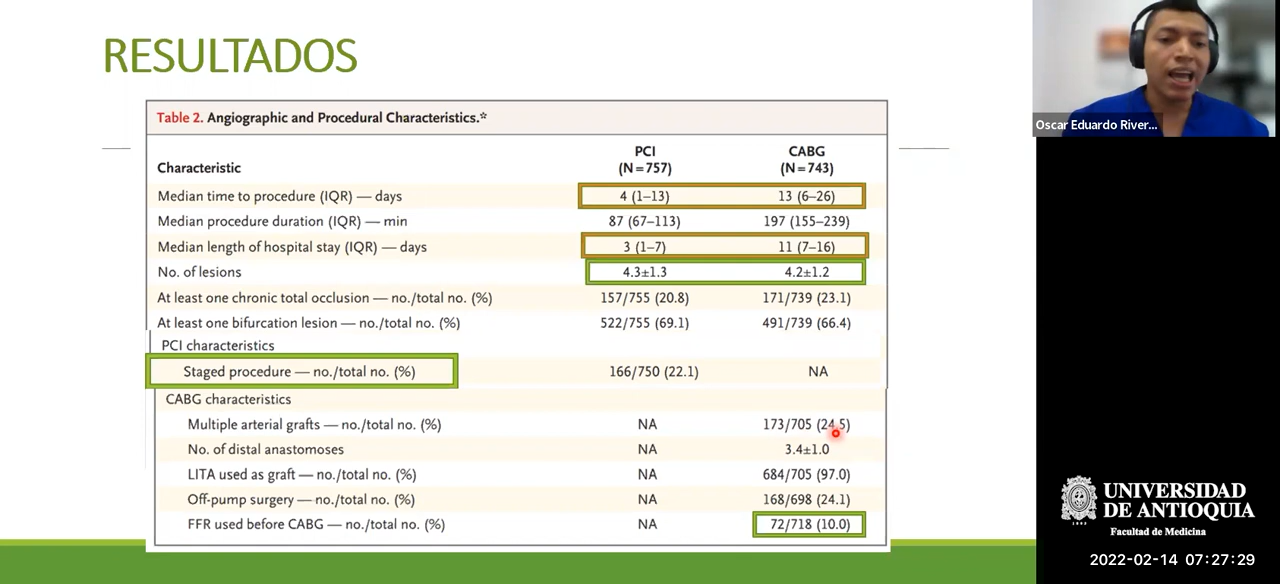 RESULTADOS
Table 2. Angiographic and Procedural Characteristics.*
Characteristic PCI (N=757) CABG (N=743)
Median time to procedure (IQR) — days 4 (1–13) 13 (6–26)
Median procedure duration (IQR) — min 87 (67–113) 197 (155–239)
Median length of hospital stay (IQR) — days 3 (1–7) 11 (7–16)
No. of lesions 4.3±1.3 4.2±1.2
At least one chronic total occlusion — no./total no. (%) 157/755 (20.8) 171/739 (23.1)
At least one bifurcation lesion — no./total no. (%) 522/755 (69.1) 491/739 (66.4)
PCI characteristics
Staged procedure — no./total no. (%) 166/750 (22.1) NA
CABG characteristics
Multiple arterial grafts — no./total no. (%) NA 173/705 (24.5)
No. of distal anastomoses NA 3.4±1.0
LITA used as graft — no./total no. (%) NA 684/705 (97.0)
Off-pump surgery — no./total no. (%) NA 168/698 (24.1)
FFR used before CABG — no./total no. (%) NA 72/718 (10.0)
Oscar Eduardo River...
UNIVERSIDAD
DE ANTIOQUIA
1803
Facultad de Medicina
2022-02-14 07:27:29